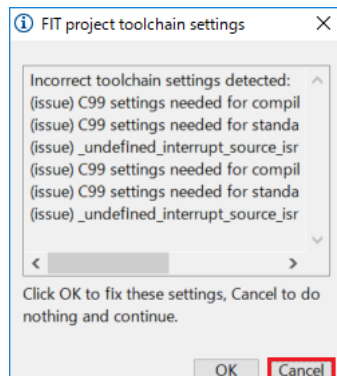 FIT project toolchain settings
Incorrect toolchain settings detected:
(issue) C99 settings needed for compil
(issue) C99 settings needed for standa
(issue) _undefined_interrupt_source_isr
(issue) C99 settings needed for compil
(issue) C99 settings needed for standa
(issue) _undefined_interrupt_source_isr
Click OK to fix these settings, Cancel to do
nothing and continue.
OK Cancel